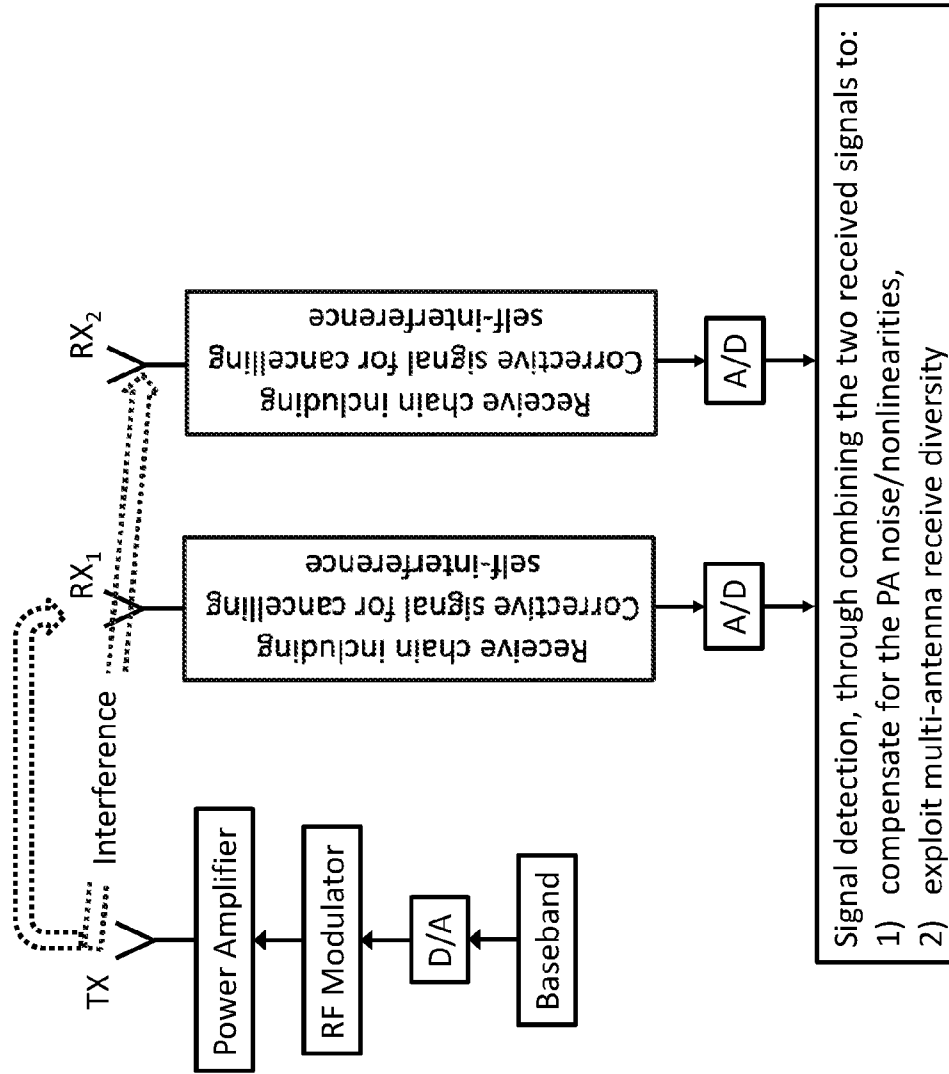 TX
Interference
RX1
RX2
Power Amplifier
RF Modulator
D/A
Baseband
Receive chain including
Corrective signal for cancelling
self-interference
A/D
Receive chain including
Corrective signal for cancelling
self-interference
A/D
Signal detection, through combining the two received signals to:
1) compensate for the PA noise/nonlinearities,
2) exploit multi-antenna receive diversity